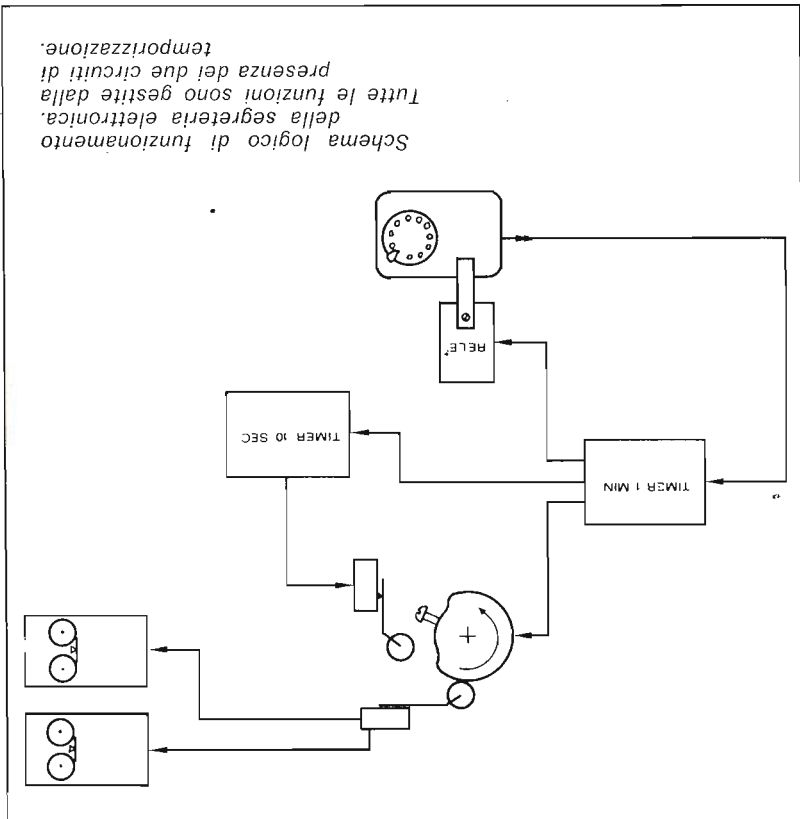 TIMER 1 MIN
TIMER 10 SEC
RELE'
Schema logico di funzionamento
della segreteria elettronica.
Tutte le funzioni sono gestite dalla
presenza dei due circuiti di
temporizzazione.